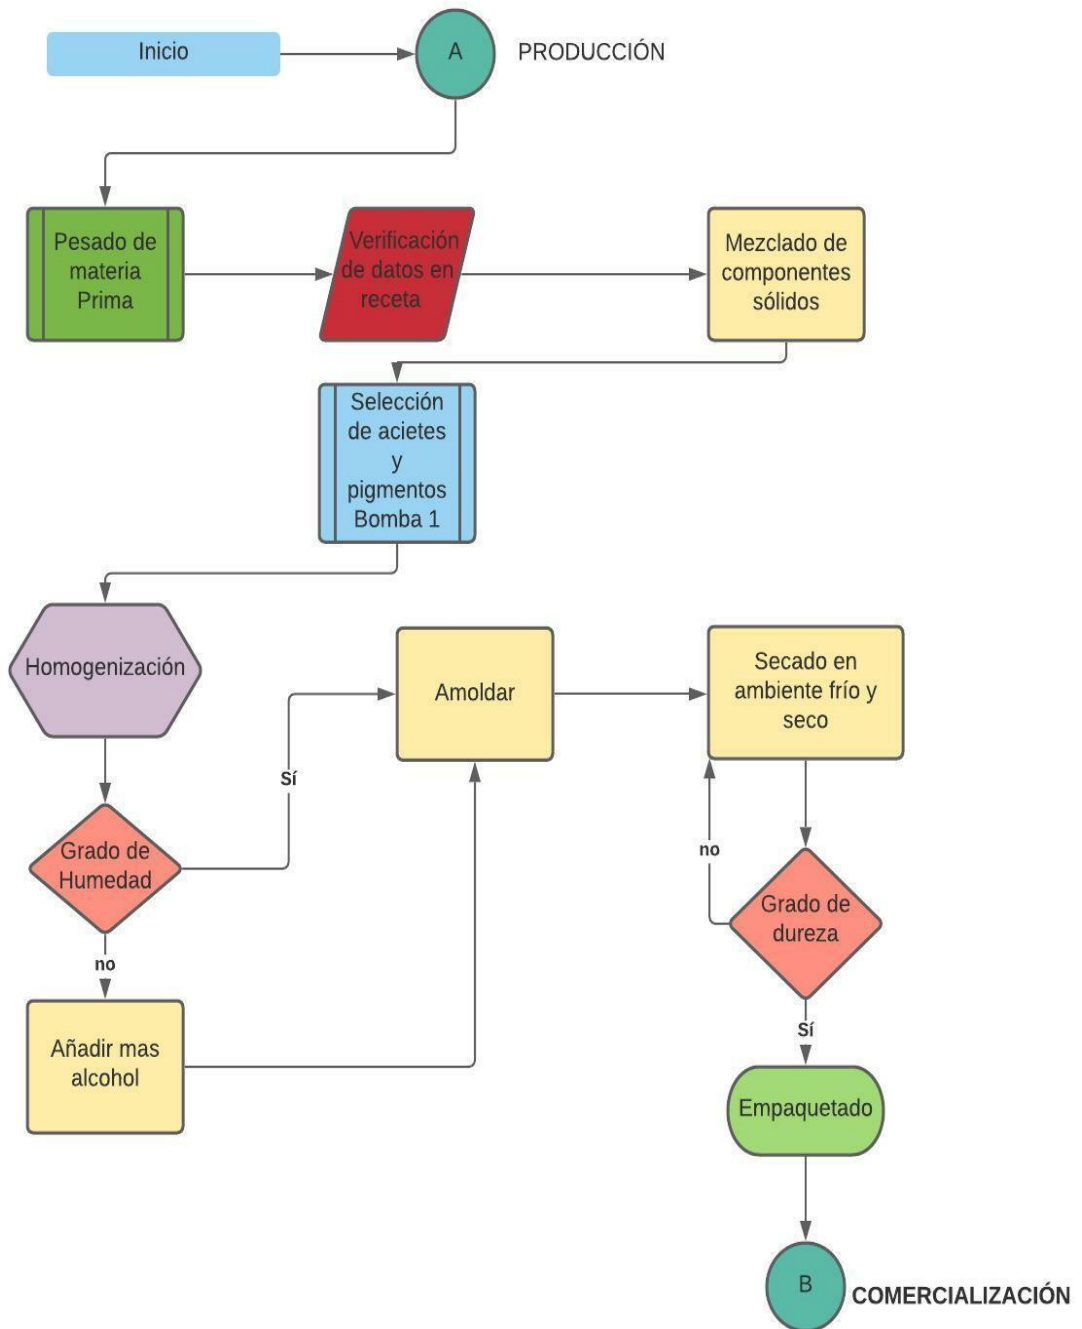 Inicio
A
PRODUCCIÓN
Pesado de
materia
Prima
Verificación
de datos en
receta
Mezclado de
componentes
sólidos
Selección
de acietes
y
pigmentos
Bomba 1
Homogenización
Amoldar
Secado en
ambiente frío y
seco
Sí
Grado de
Humedad
no
Grado de
dureza
no
Añadir mas
alcohol
Sí
Empaquetado
B
COMERCIALIZACIÓN